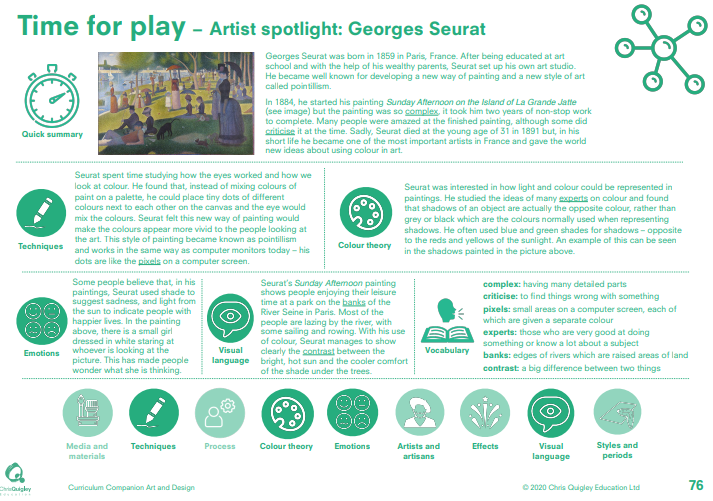 Time for play – Artist spotlight: Georges Seurat
Quick summary
Georges Seurat was born in 1859 in Paris, France. After being educated at art
school and with the help of his wealthy parents, Seurat set up his own art studio.
He became well known for developing a new way of painting and a new style of art
called pointillism.
In 1884, he started his painting Sunday Afternoon on the Island of La Grande Jatte
(see image) but the painting was so complex, it took him two years of non-stop work
to complete. Many people were amazed at the finished painting, although some did
criticise it at the time. Sadly, Seurat died at the young age of 31 in 1891 but, in his
short life he became one of the most important artists in France and gave the world
new ideas about using colour in art.
Techniques
Seurat spent time studying how the eyes worked and how we
look at colour. He found that, instead of mixing colours of
paint on a palette, he could place tiny dots of different
colours next to each other on the canvas and the eye would
mix the colours. Seurat felt this new way of painting would
make the colours appear more vivid to the people looking at
the art. This style of painting became known as pointillism
and works in the same way as computer monitors today – his
dots are like the pixels on a computer screen.
Colour theory
Seurat was interested in how light and colour could be represented in
paintings. He studied the ideas of many experts on colour and found
that shadows of an object are actually the opposite colour, rather than
grey or black which are the colours normally used when representing
shadows. He often used blue and green shades for shadows – opposite
to the reds and yellows of the sunlight. An example of this can be seen
in the shadows painted in the picture above.
Emotions
Some people believe that, in his
paintings, Seurat used shade to
suggest sadness, and light from
the sun to indicate people with
happier lives. In the painting
above, there is a small girl
dressed in white staring at
whoever is looking at the
picture. This has made people
wonder what she is thinking.
Visual
language
Seurat's Sunday Afternoon painting
shows people enjoying their leisure
time at a park on the banks of the
River Seine in Paris. Most of the
people are lazing by the river, with
some sailing and rowing. With his use
of colour, Seurat manages to show
clearly the contrast between the
bright, hot sun and the cooler comfort
of the shade under the trees.
Vocabulary
complex: having many detailed parts
criticise: to find things wrong with something
pixels: small areas on a computer screen, each of
which are given a separate colour
experts: those who are very good at doing
something or know a lot about a subject
banks: edges of rivers which are raised areas of land
contrast: a big difference between two things
Media and
materials
Techniques
Process
Colour theory
Emotions
Artists and
artisans
Effects
Visual
language
Styles and
periods
ChrisQuigley
Education
Curriculum Companion Art and Design
© 2020 Chris Quigley Education Ltd
76